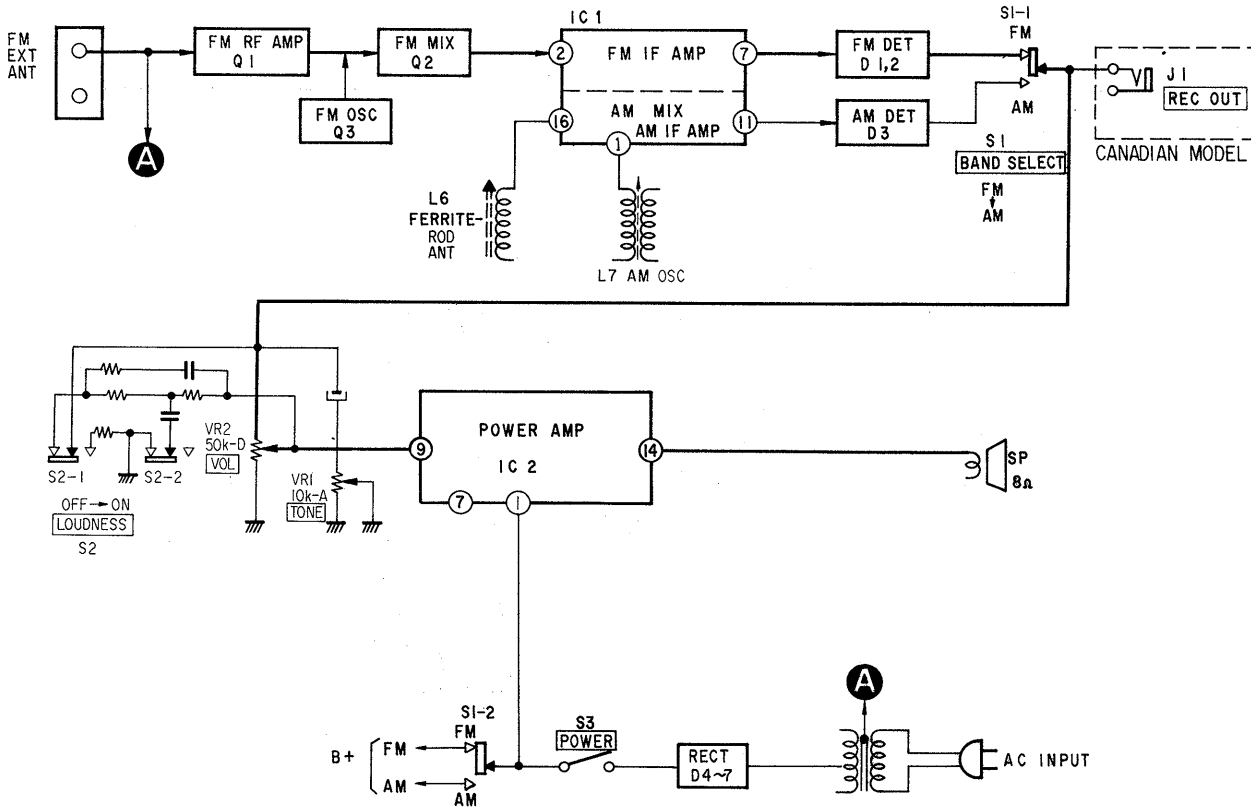 FM
EXT
ANT
A
FM RF AMP
Q1
FM OSC
Q3
FM MIX
Q2
IC 1
2
FM IF AMP
7
AM MIX
AM IF AMP
16
11
1
FM DET
D 1,2
AM DET
D3
S1-1
FM
AM
S1
BAND SELECT
FM
AM
J1
REC OUT
CANADIAN MODEL
L6
FERRITE-
ROD
ANT
L7 AM OSC
S2-1
S2-2
OFF→ON
LOUDNESS
S2
VR2
50k-D
VOL
VR1
10k-A
TONE
9
POWER AMP
IC 2
14
7
1
SP
8Ω
A
B+
FM
AM
S1-2
FM
AM
S3
POWER
RECT
D4~7
AC INPUT